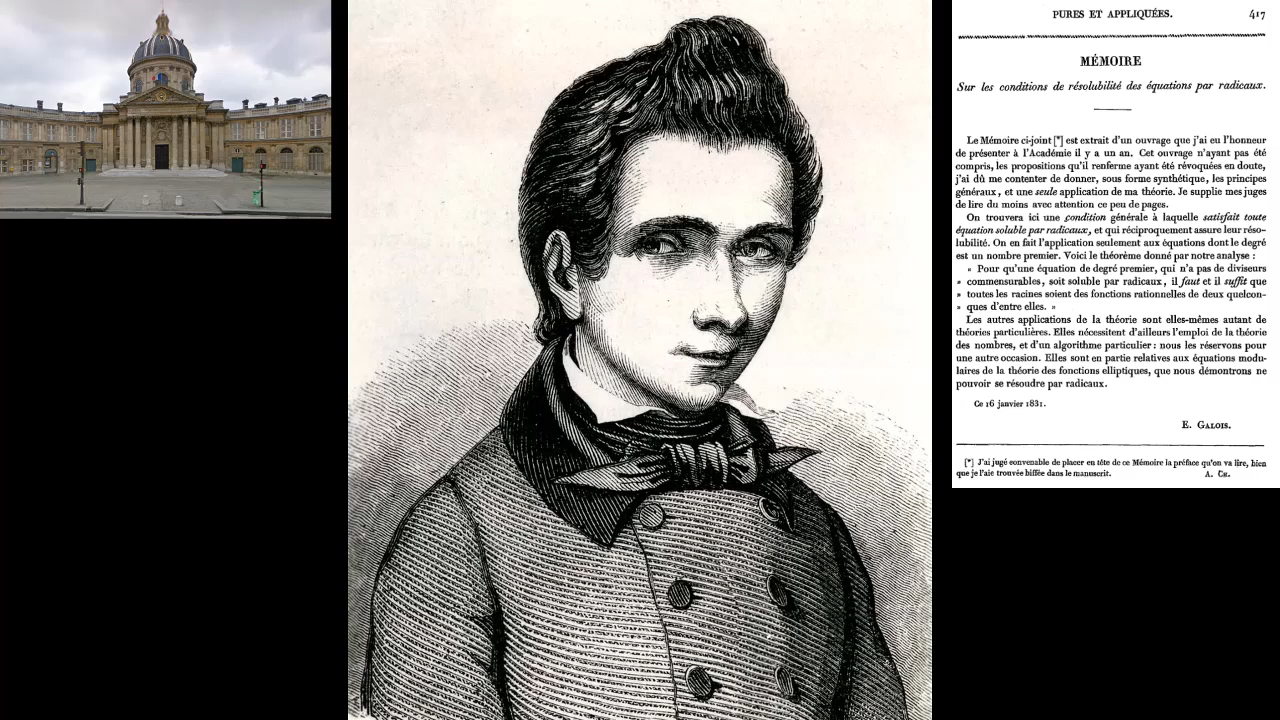 PURES ET APPLIQUÉES. 417
MÉMOIRE
Sur les conditions de résolubilité des équations par radicaux.
Le Mémoire ci-joint [*] est extrait d'un ouvrage que j'ai eu l'honneur
de présenter à l'Académie il y a un an. Cet ouvrage n'ayant pas été
compris, les propositions qu'il renferme ayant été révoquées en doute,
j'ai dû me contenter de donner, sous forme synthétique, les principes
généraux, et une seule application de ma théorie. Je supplie mes juges
de lire du moins avec attention ce peu de pages.
On trouvera ici une condition générale à laquelle satisfait toute
équation soluble par radicaux, et qui réciproquement assure leur réso-
lubilité. On en fait l'application seulement aux équations dont le degré
est un nombre premier. Voici le théorème donné par notre analyse :
« Pour qu'une équation de degré premier, qui n'a pas de diviseurs
» commensurables, soit soluble par radicaux, il faut et il suffit que
» toutes les racines soient des fonctions rationnelles de deux quelcon-
» ques d'entre elles. »
Les autres applications de la théorie sont elles-mêmes autant de
théories particulières. Elles nécessitent d'ailleurs l'emploi de la théorie
des nombres, et d'un algorithme particulier : nous les réservons pour
une autre occasion. Elles sont en partie relatives aux équations modu-
laires de la théorie des fonctions elliptiques, que nous démontrons ne
pouvoir se résoudre par radicaux.
Ce 16 janvier 1831.
E. GALOIS.
[*] J'ai jugé convenable de placer en tête de ce Mémoire la préface qu'on va lire, bien
que je l'aie trouvée biffée dans le manuscrit. A. CH.